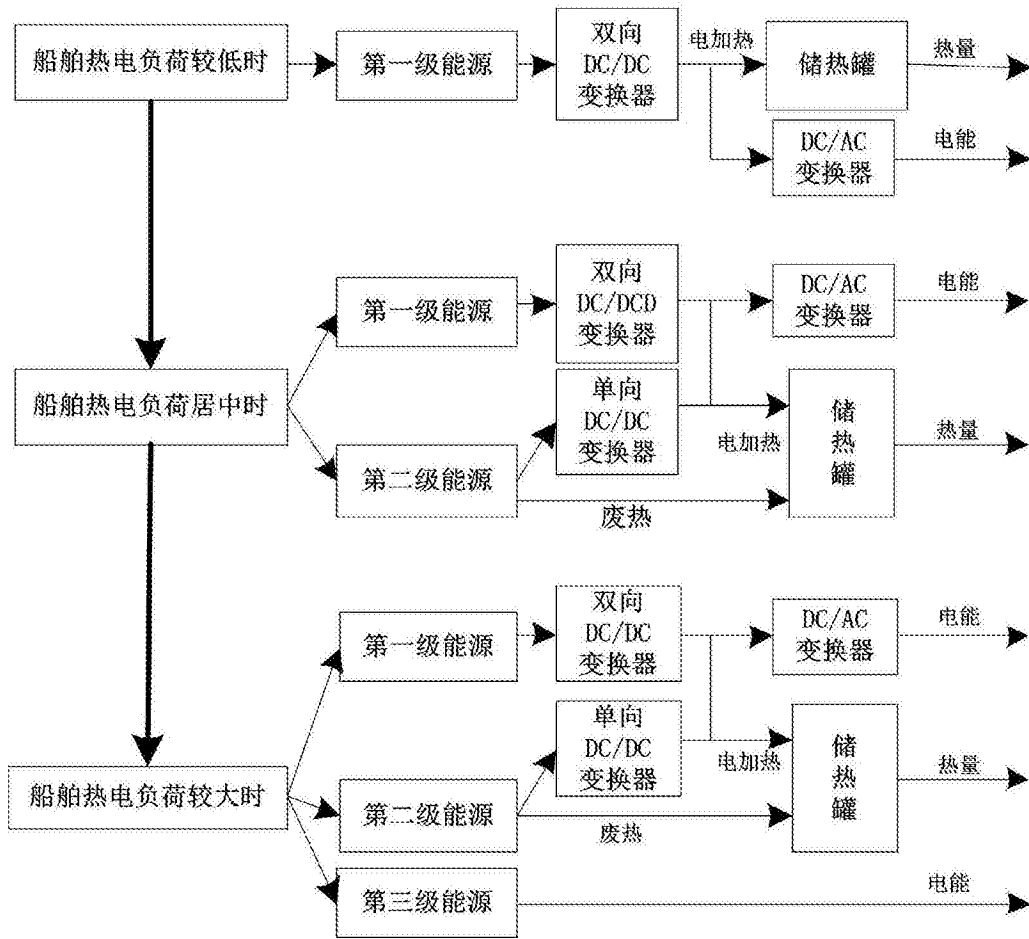 船舶热电负荷较低时
第一级能源
双向
DC/DC
变换器
电加热
储热罐
热量
DC/AC
变换器
电能
船舶热电负荷居中时
第一级能源
双向
DC/DCD
变换器
DC/AC
变换器
电能
第二级能源
单向
DC/DC
变换器
电加热
废热
储
热
罐
热量
船舶热电负荷较大时
第一级能源
双向
DC/DC
变换器
DC/AC
变换器
电能
第二级能源
单向
DC/DC
变换器
电加热
废热
储
热
罐
热量
第三级能源
电能